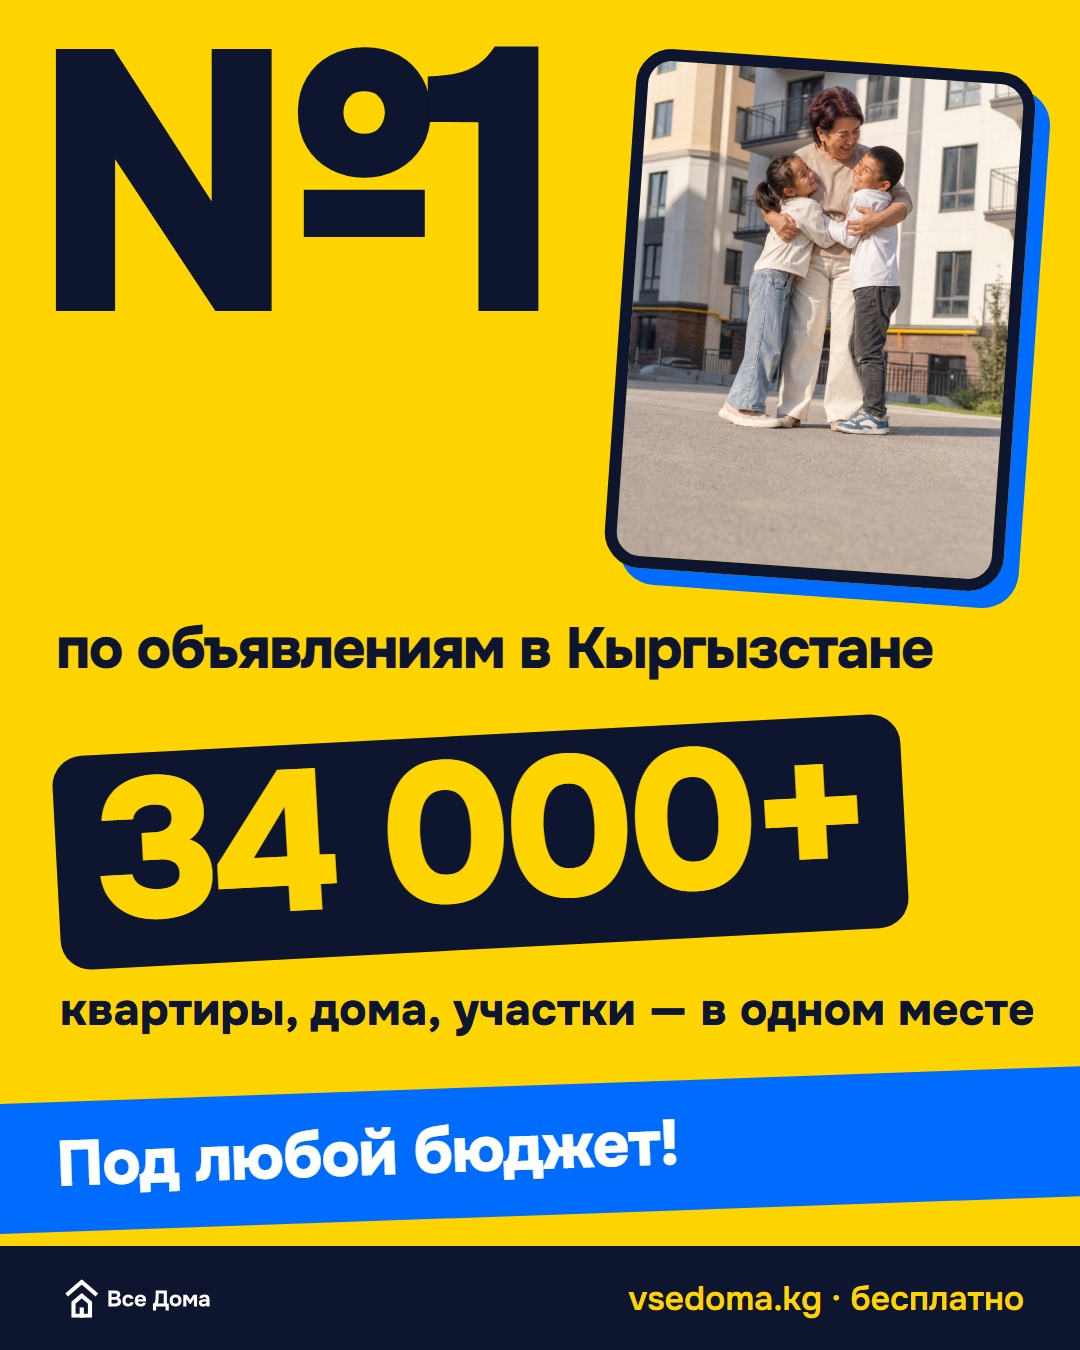 №1
по объявлениям в Кыргызстане
34 000+
квартиры, дома, участки — в одном месте
Под любой бюджет!
Все Дома
vsedoma.kg · бесплатно